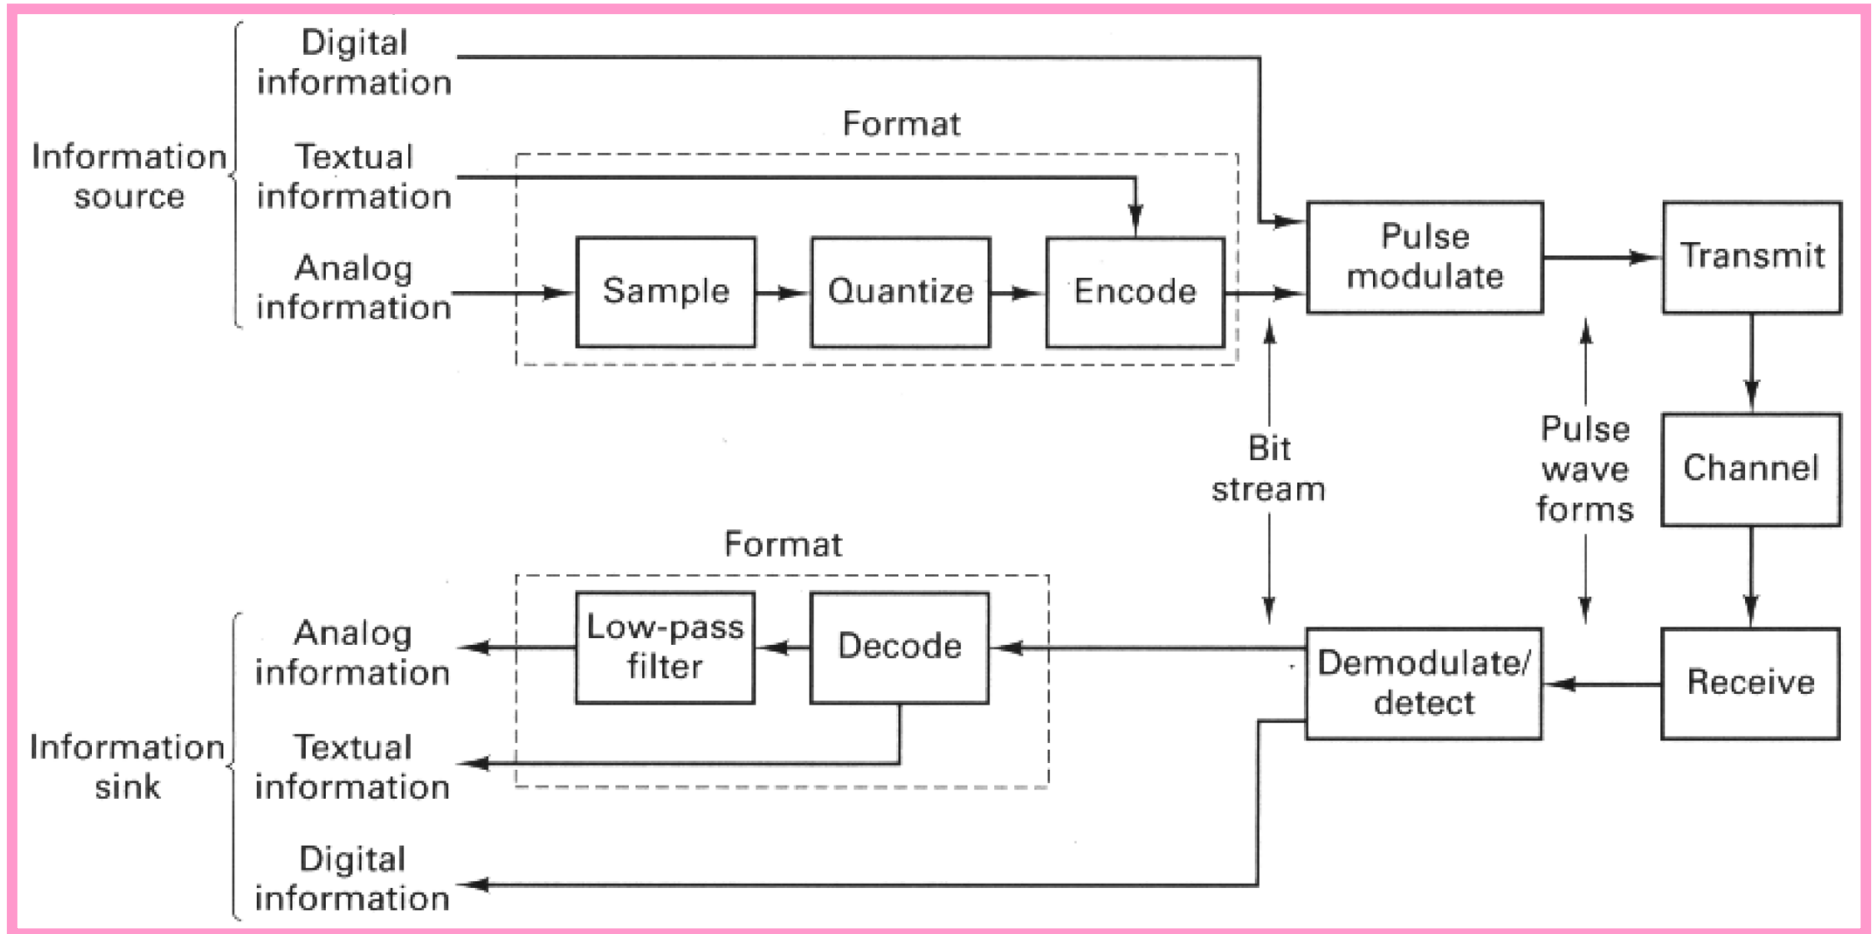 Digital
information
Format
Information
source
Textual
information
Analog
information
Sample
Quantize
Encode
Pulse
modulate
Transmit
Bit
stream
Pulse
wave
forms
Channel
Format
Analog
information
Low-pass
filter
Decode
Demodulate/
detect
Receive
Information
sink
Textual
information
Digital
information